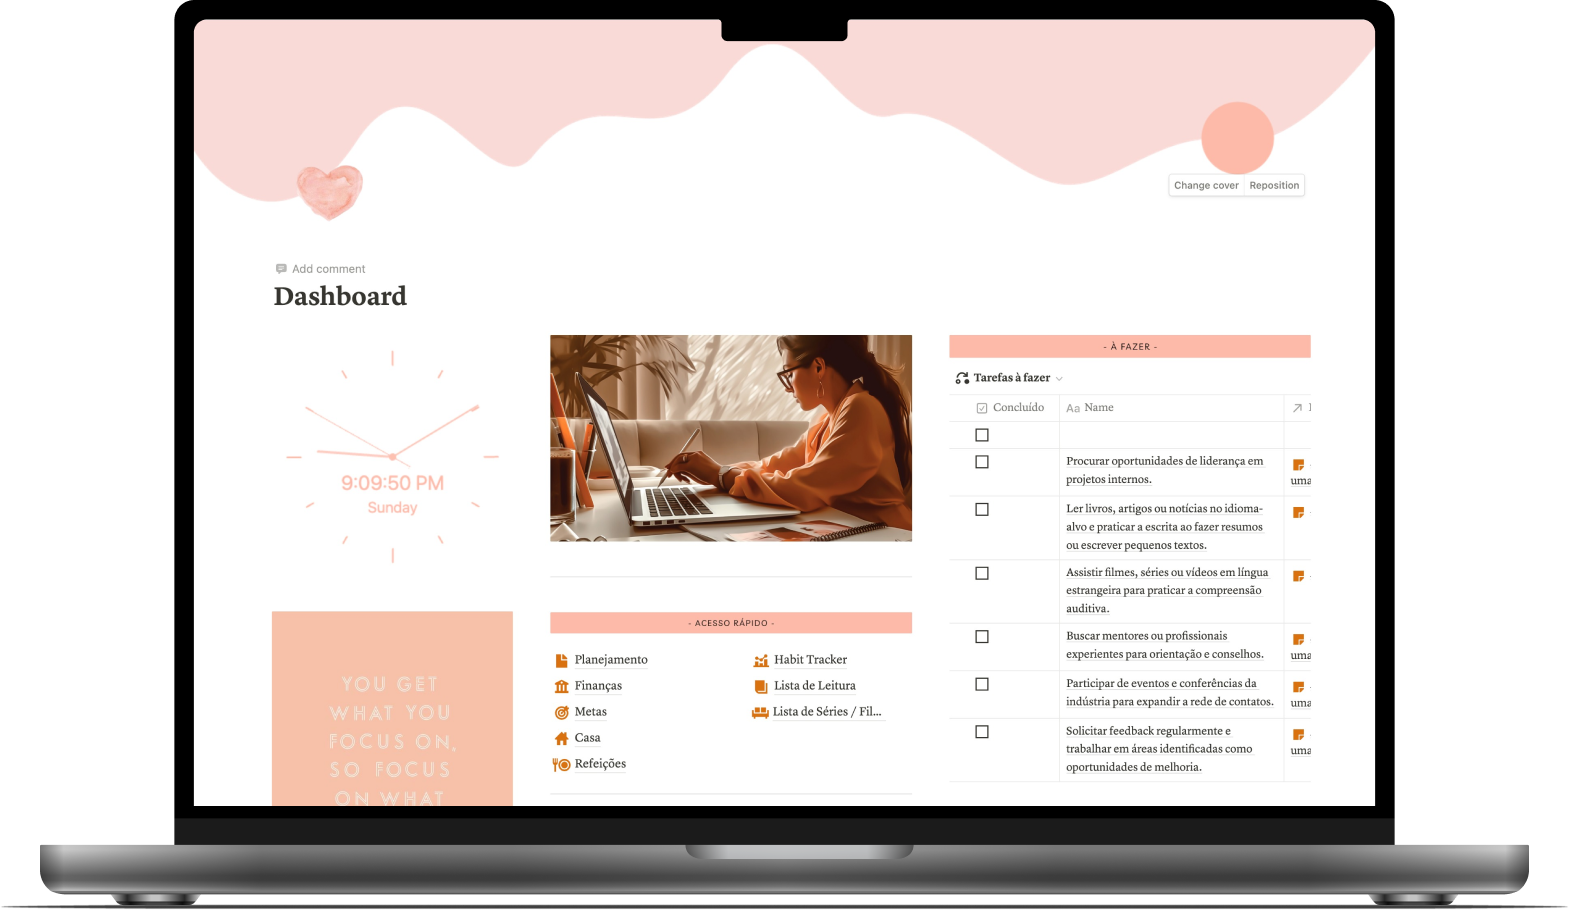 Change cover
Reposition
Add comment
Dashboard
9:09:50 PM
Sunday
YOU GET
WHAT YOU
FOCUS ON,
SO FOCUS
ON WHAT
- ACESSO RÁPIDO -
Planejamento
Finanças
Metas
Casa
Refeições
Habit Tracker
Lista de Leitura
Lista de Séries / Fil...
- À FAZER -
Tarefas à fazer
Concluído
Aa Name
Procurar oportunidades de liderança em
projetos internos.
uma
Ler livros, artigos ou notícias no idioma-
alvo e praticar a escrita ao fazer resumos
ou escrever pequenos textos.
Assistir filmes, séries ou vídeos em língua
estrangeira para praticar a compreensão
auditiva.
Buscar mentores ou profissionais
experientes para orientação e conselhos.
uma
Participar de eventos e conferências da
indústria para expandir a rede de contatos.
uma
Solicitar feedback regularmente e
trabalhar em áreas identificadas como
oportunidades de melhoria.
uma